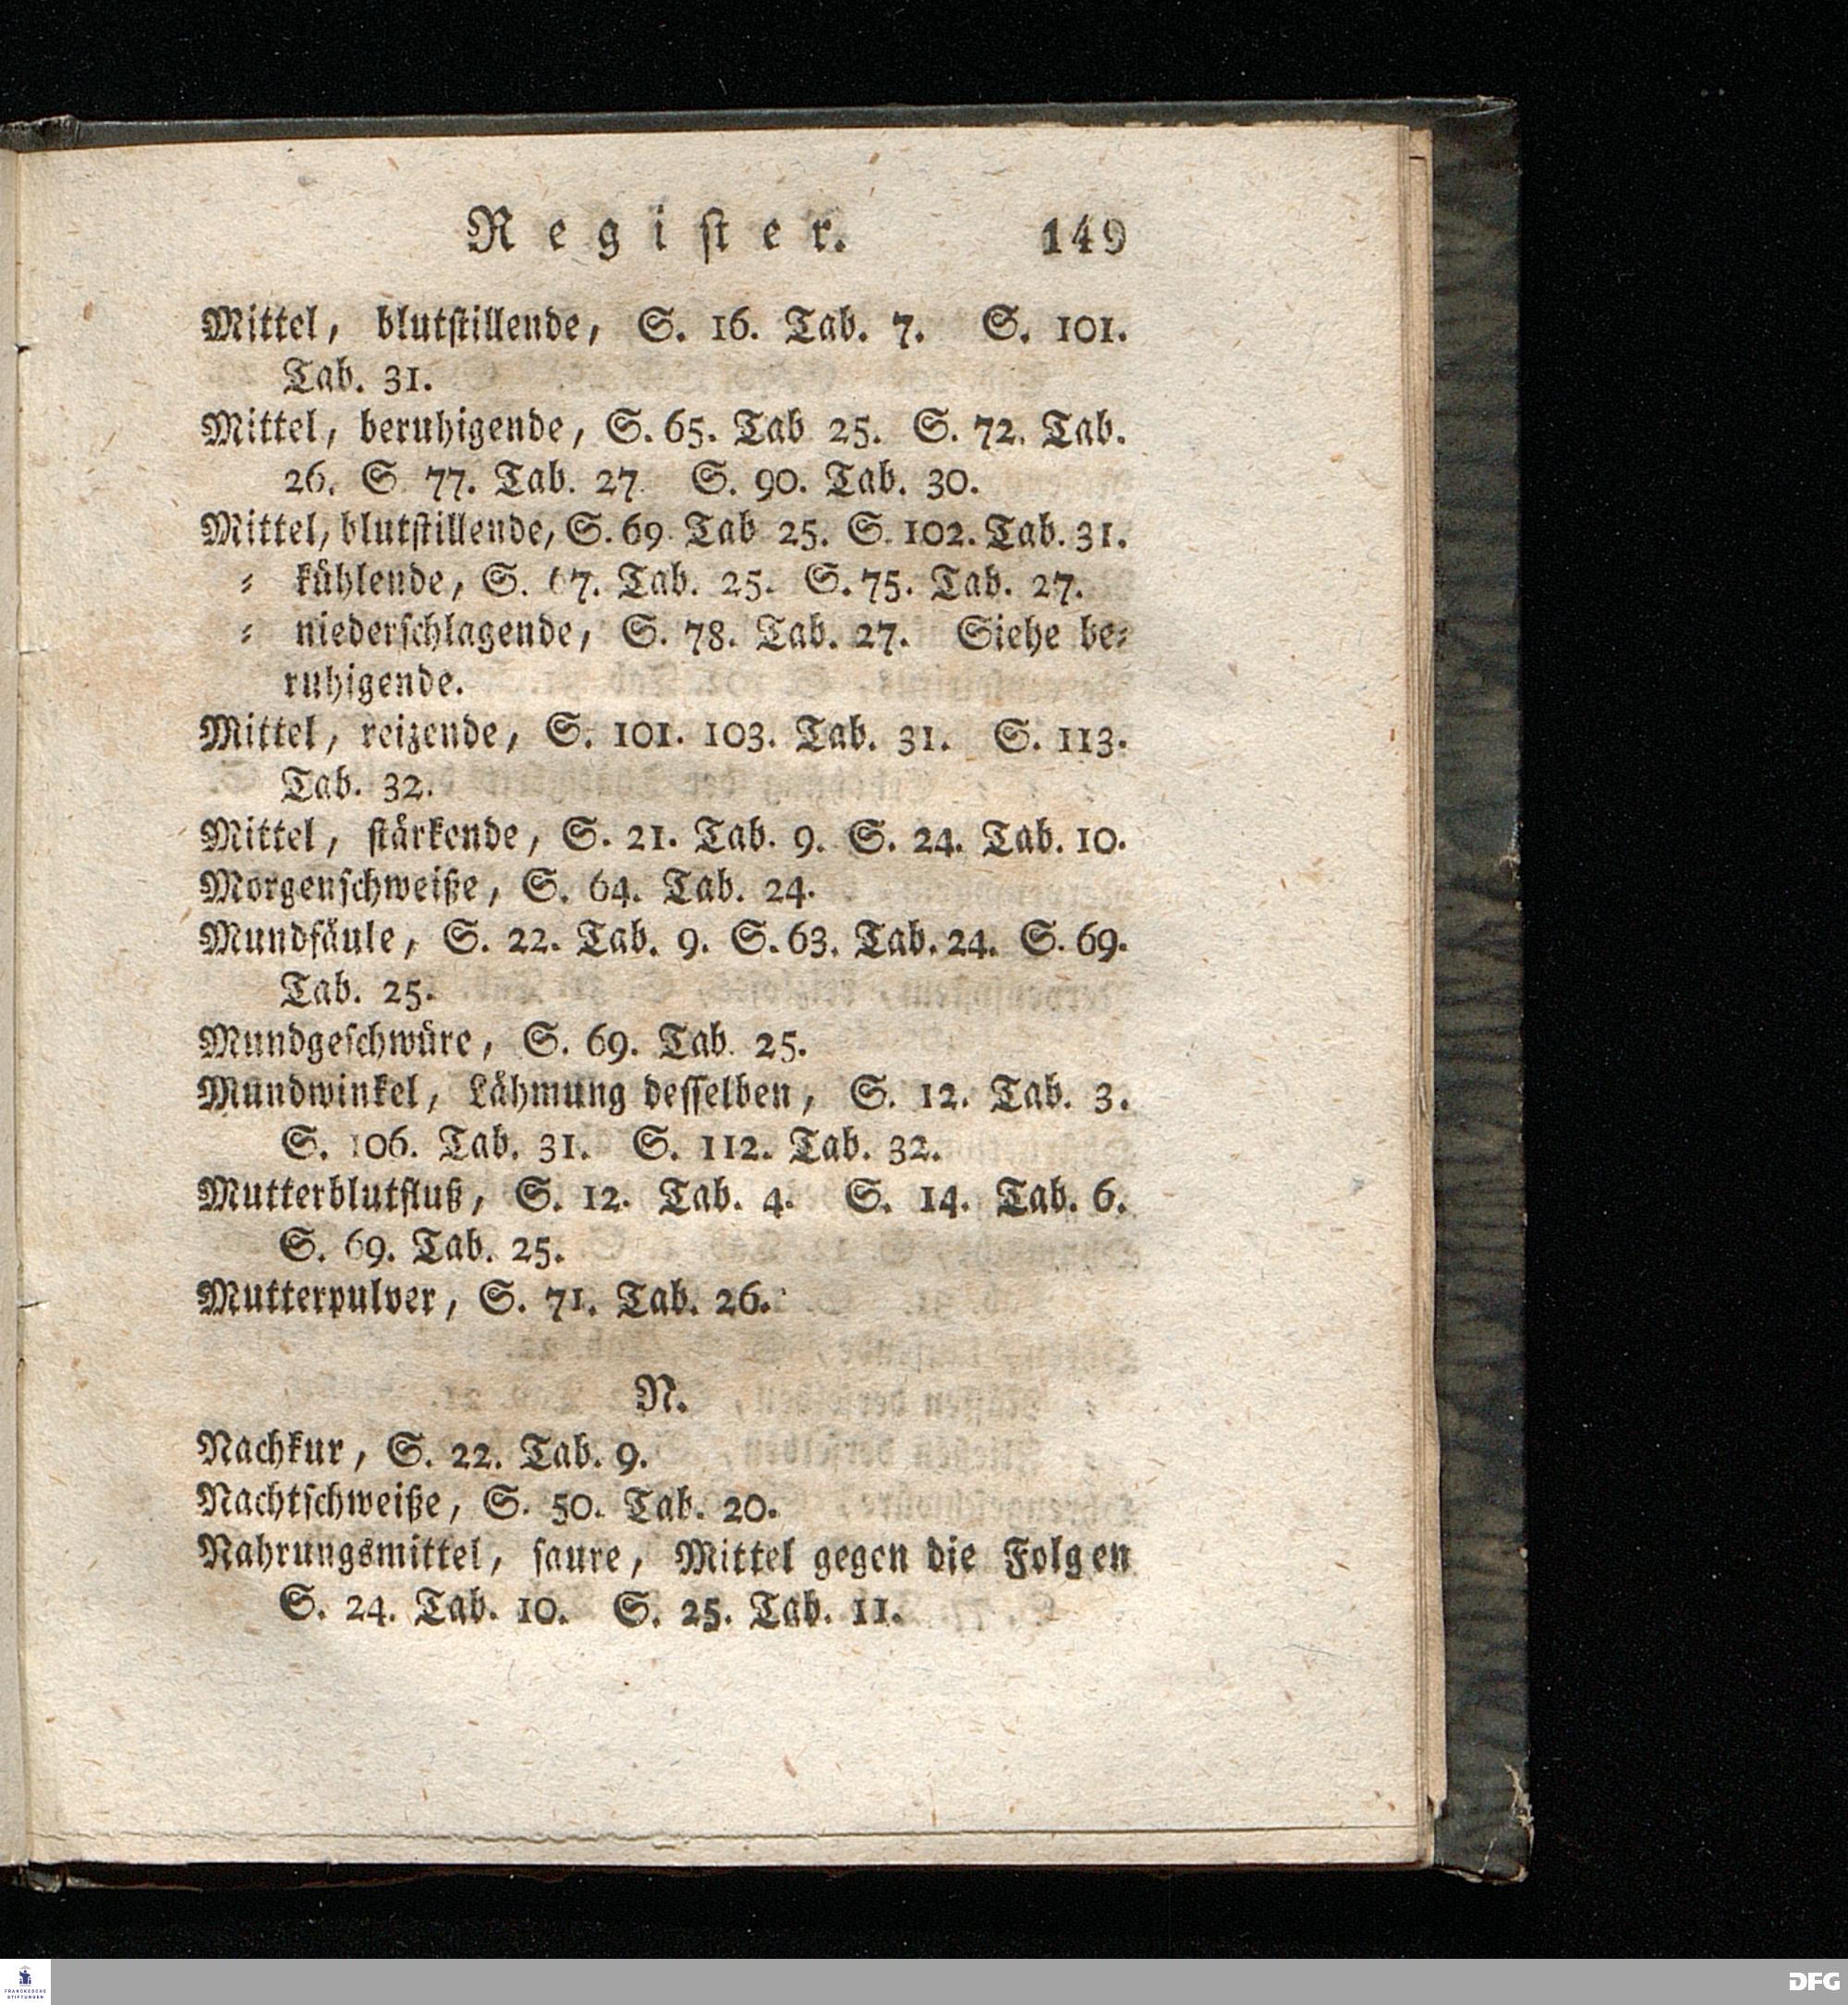 Regiſter. 149
Mittel, blutſtillende, S. 16. Tab. 7. S. 101.
Tab. 31.
Mittel, beruhigende, S. 65. Tab 25. S. 72. Tab.
26. S 77. Tab. 27 S. 90. Tab. 30.
Mittel, blutſtillende, S. 69. Tab 25. S. 102. Tab. 31.
⸗ kühlende, S. 67. Tab. 25. S. 75. Tab. 27.
⸗ niederſchlagende, S. 78. Tab. 27. Siehe be⸗
ruhigende.
Mittel, reizende, S. 101. 103. Tab. 31. S. 113.
Tab. 32.
Mittel, ſtärkende, S. 21. Tab. 9. S. 24. Tab. 10.
Morgenſchweiße, S. 64. Tab. 24.
Mundfäule, S. 22. Tab. 9. S. 63. Tab. 24. S. 69.
Tab. 25.
Mundgeſchwüre, S. 69. Tab. 25.
Mundwinkel, Lähmung deſſelben, S. 12. Tab. 3.
S. 106. Tab. 31. S. 112. Tab. 32.
Mutterblutfluß, S. 12. Tab. 4. S. 14. Tab. 6.
S. 69. Tab. 25.
Mutterpulver, S. 71. Tab. 26.
N.
Nachkur, S. 22. Tab. 9.
Nachtſchweiße, S. 50. Tab. 20.
Nahrungsmittel, ſaure, Mittel gegen die Folgen
S. 24. Tab. 10. S. 25. Tab. 11.
FRANCKESCHE
STIFTUNGEN
DFG